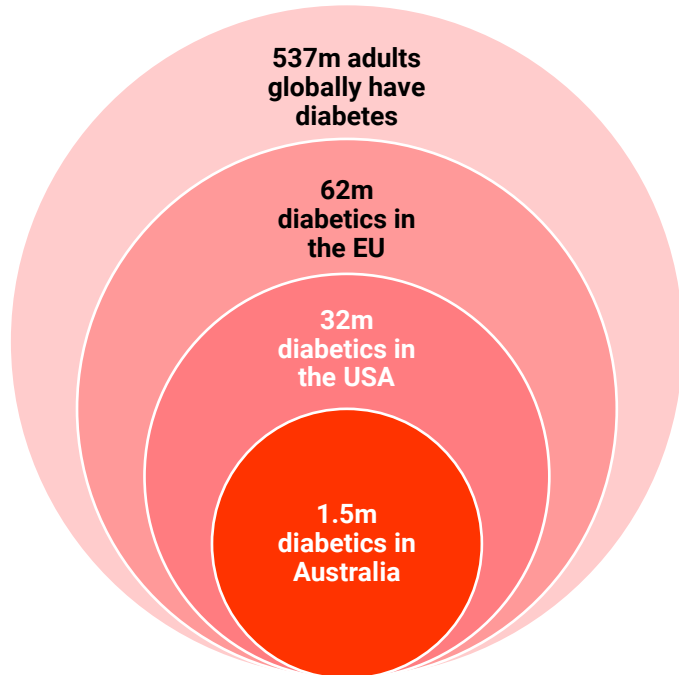 537m adults
globally have
diabetes
62m
diabetics in
the EU
32m
diabetics in
the USA
1.5m
diabetics in
Australia